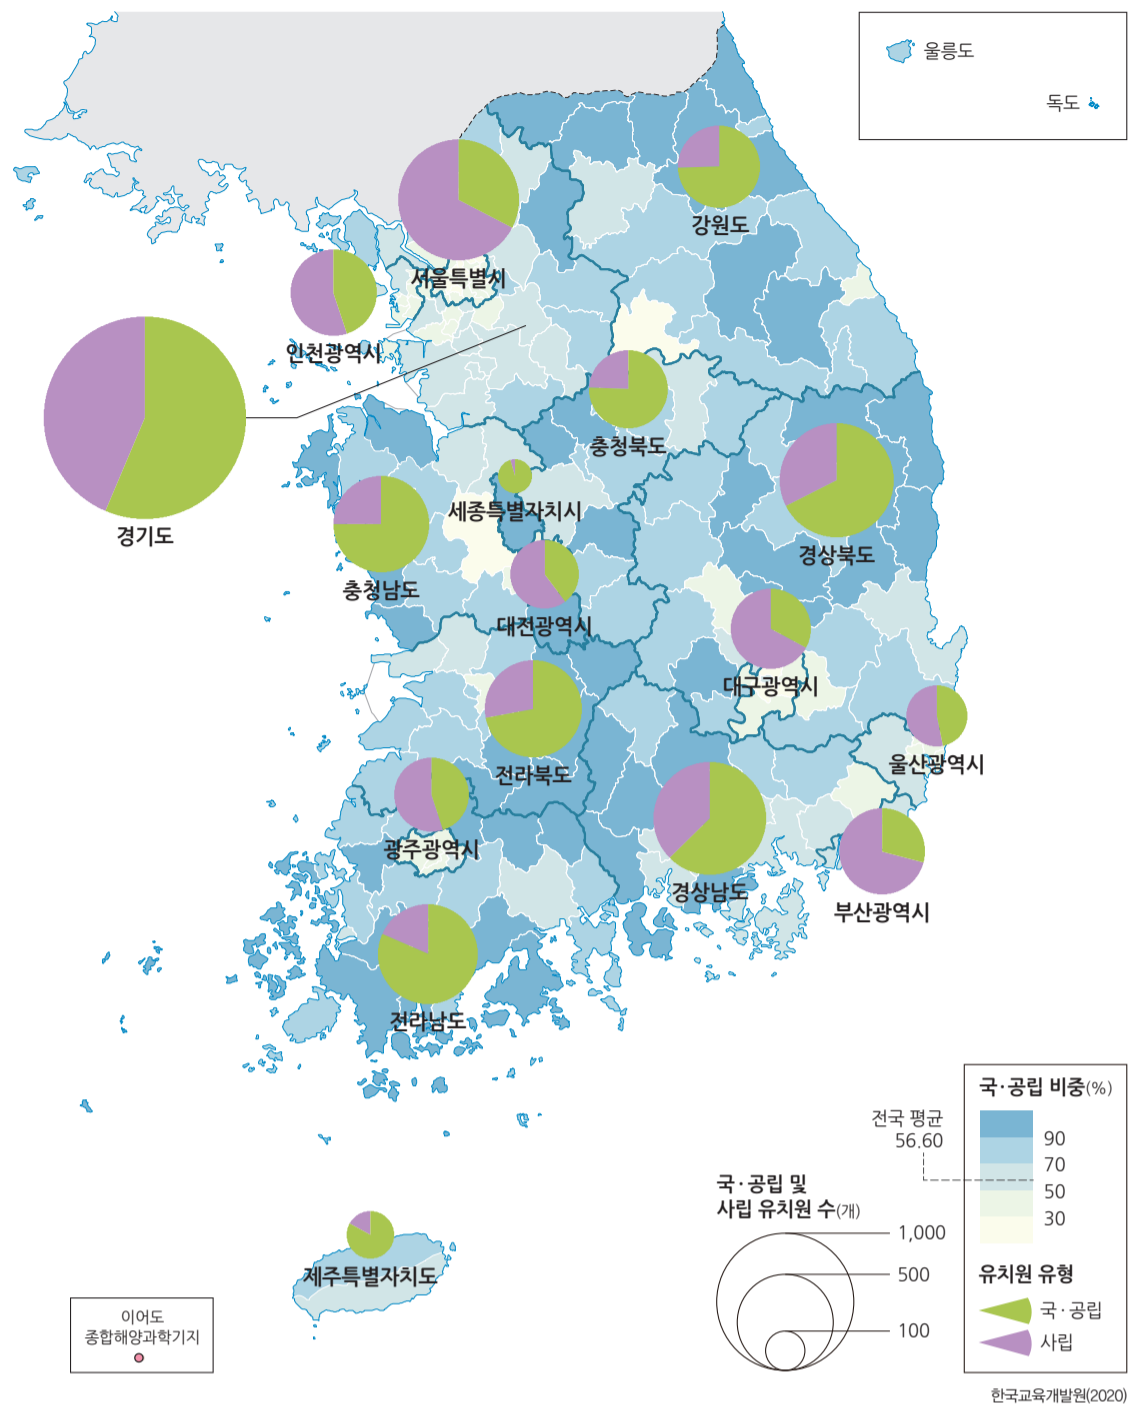 울릉도
독도
강원도
서울특별시
인천광역시
경기도
충청북도
세종특별자치시
경상북도
충청남도
대전광역시
대구광역시
울산광역시
전라북도
광주광역시
경상남도
부산광역시
전라남도
제주특별자치도
이어도
종합해양과학기지
국·공립 및
사립 유치원 수(개)
1,000
500
100
전국 평균
56.60
국·공립 비중(%)
90
70
50
30
유치원 유형
국·공립
사립
한국교육개발원(2020)